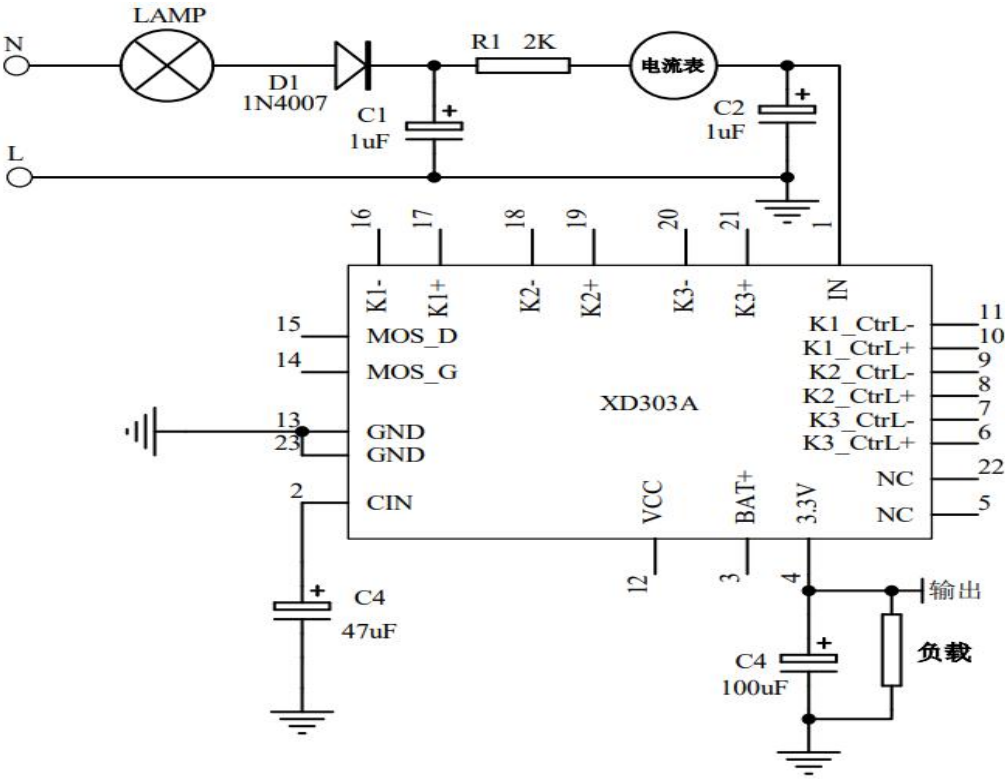 LAMP
N
D1
1N4007
R1 2K
电流表
C1
1uF
C2
1uF
L
16
17
18
19
20
21
1
K1-
K1+
K2-
K2+
K3-
K3+
IN
15
MOS_D
14
MOS_G
13
GND
23
GND
2
CIN
XD303A
K1_CtrL-
11
K1_CtrL+
10
K2_CtrL-
9
K2_CtrL+
8
K3_CtrL-
7
K3_CtrL+
6
NC
22
NC
5
VCC
BAT+
3.3V
12
3
4
输出
C4
47uF
C4
100uF
负载